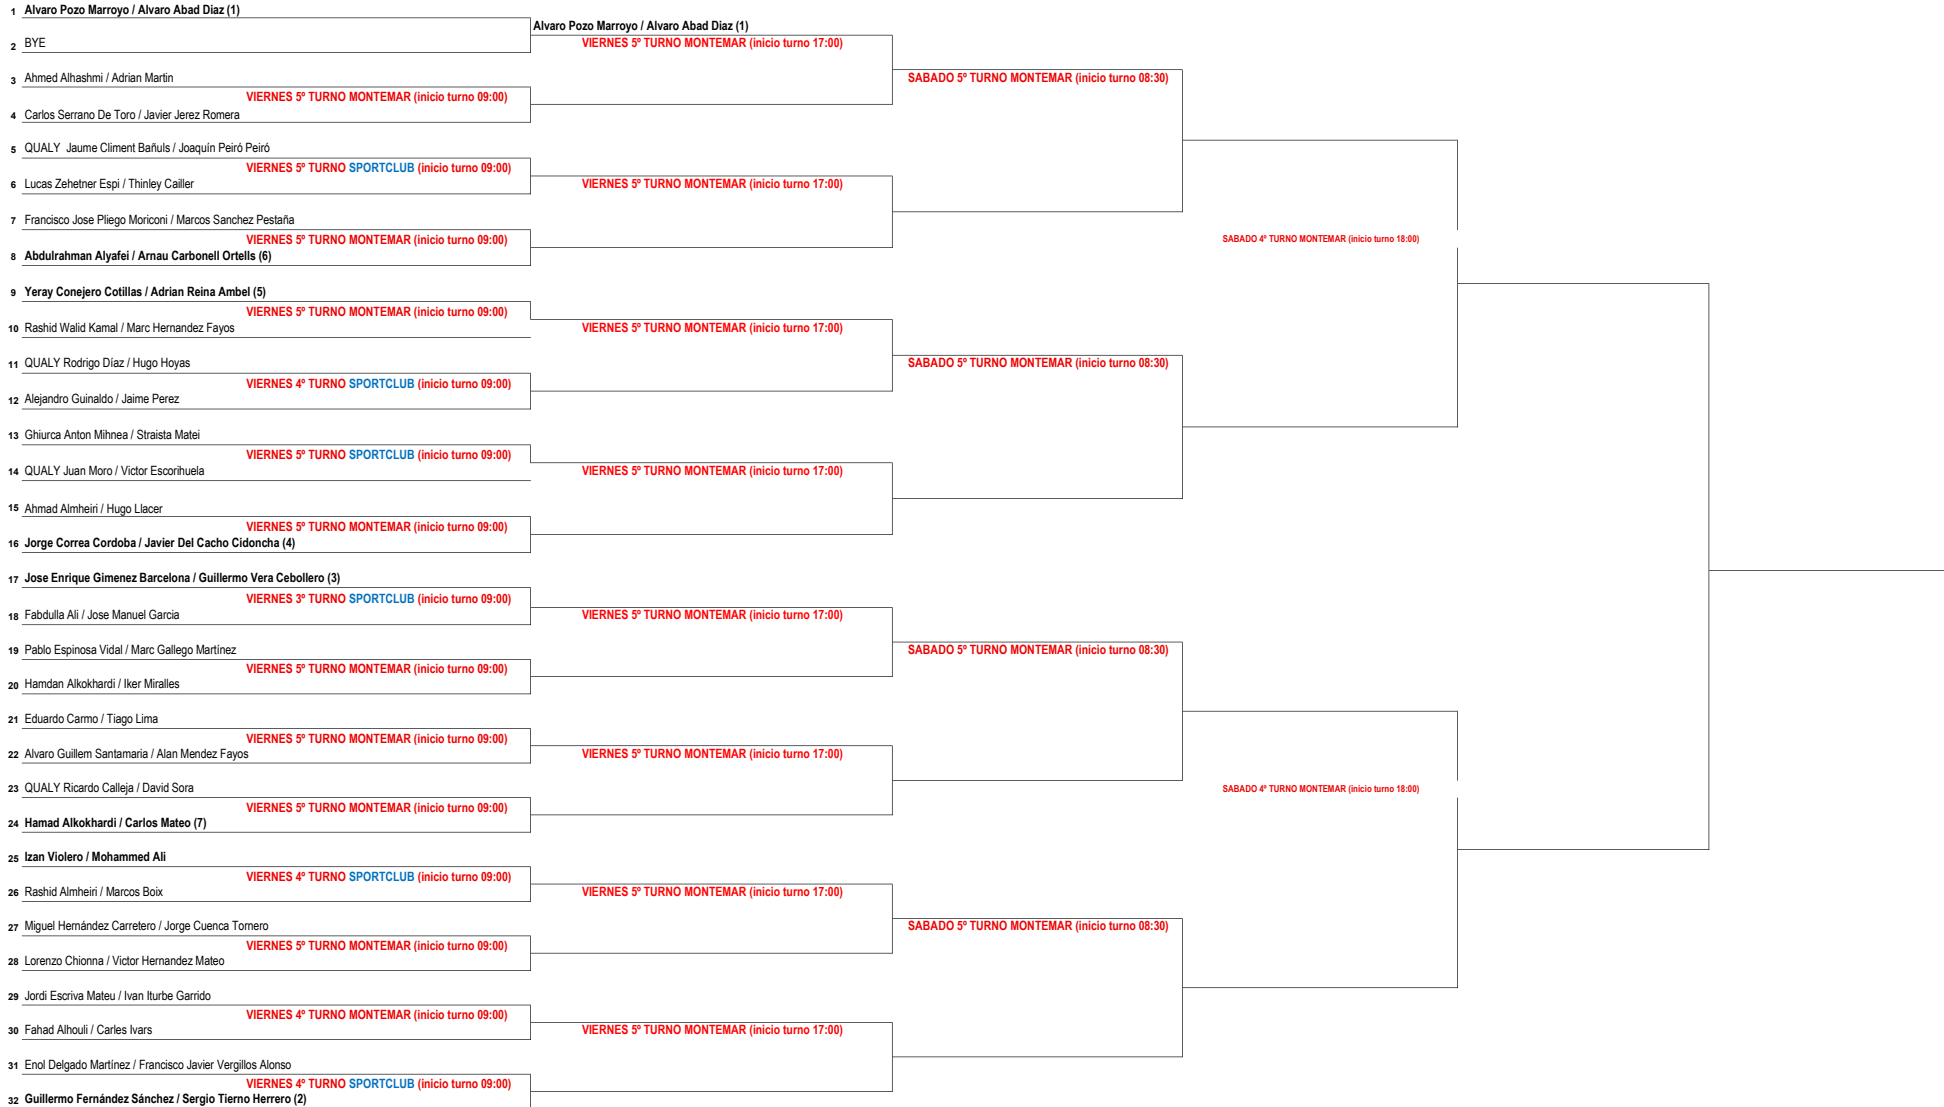 1 Alvaro Pozo Marroyo / Alvaro Abad Diaz (1)
Alvaro Pozo Marroyo / Alvaro Abad Diaz (1)
2 BYE
VIERNES 5º TURNO MONTEMAR (inicio turno 17:00)
3 Ahmed Alhashmi / Adrian Martin
SABADO 5º TURNO MONTEMAR (inicio turno 08:30)
VIERNES 5º TURNO MONTEMAR (inicio turno 09:00)
4 Carlos Serrano De Toro / Javier Jerez Romera
5 QUALY Jaume Climent Bañuls / Joaquín Peiró Peiró
VIERNES 5º TURNO SPORTCLUB (inicio turno 09:00)
6 Lucas Zehetner Espi / Thinley Cailler
VIERNES 5º TURNO MONTEMAR (inicio turno 17:00)
7 Francisco Jose Pliego Moriconi / Marcos Sanchez Pestaña
VIERNES 5º TURNO MONTEMAR (inicio turno 09:00)
SABADO 4º TURNO MONTEMAR (inicio turno 18:00)
8 Abdulrahman Alyafei / Arnau Carbonell Ortells (6)
9 Yeray Conejero Cotillas / Adrian Reina Ambel (5)
VIERNES 5º TURNO MONTEMAR (inicio turno 09:00)
10 Rashid Walid Kamal / Marc Hernandez Fayos
VIERNES 5º TURNO MONTEMAR (inicio turno 17:00)
11 QUALY Rodrigo Díaz / Hugo Hoyas
SABADO 5º TURNO MONTEMAR (inicio turno 08:30)
VIERNES 4º TURNO SPORTCLUB (inicio turno 09:00)
12 Alejandro Guinaldo / Jaime Perez
13 Ghiurca Anton Mihnea / Straista Matei
VIERNES 5º TURNO SPORTCLUB (inicio turno 09:00)
14 QUALY Juan Moro / Victor Escorihuela
VIERNES 5º TURNO MONTEMAR (inicio turno 17:00)
15 Ahmad Almheiri / Hugo Llacer
VIERNES 5º TURNO MONTEMAR (inicio turno 09:00)
16 Jorge Correa Cordoba / Javier Del Cacho Cidoncha (4)
17 Jose Enrique Gimenez Barcelona / Guillermo Vera Cebollero (3)
VIERNES 3º TURNO SPORTCLUB (inicio turno 09:00)
18 Fabdulla Ali / Jose Manuel Garcia
VIERNES 5º TURNO MONTEMAR (inicio turno 17:00)
19 Pablo Espinosa Vidal / Marc Gallego Martínez
SABADO 5º TURNO MONTEMAR (inicio turno 08:30)
VIERNES 5º TURNO MONTEMAR (inicio turno 09:00)
20 Hamdan Alkokhardi / Iker Miralles
21 Eduardo Carmo / Tiago Lima
VIERNES 5º TURNO MONTEMAR (inicio turno 09:00)
22 Alvaro Guillem Santamaria / Alan Mendez Fayos
VIERNES 5º TURNO MONTEMAR (inicio turno 17:00)
23 QUALY Ricardo Calleja / David Sora
SABADO 4º TURNO MONTEMAR (inicio turno 18:00)
VIERNES 5º TURNO MONTEMAR (inicio turno 09:00)
24 Hamad Alkokhardi / Carlos Mateo (7)
25 Izan Violero / Mohammed Ali
VIERNES 4º TURNO SPORTCLUB (inicio turno 09:00)
26 Rashid Almheiri / Marcos Boix
VIERNES 5º TURNO MONTEMAR (inicio turno 17:00)
27 Miguel Hernández Carretero / Jorge Cuenca Tornero
SABADO 5º TURNO MONTEMAR (inicio turno 08:30)
VIERNES 5º TURNO MONTEMAR (inicio turno 09:00)
28 Lorenzo Chionna / Victor Hernandez Mateo
29 Jordi Escriva Mateu / Ivan Iturbe Garrido
VIERNES 4º TURNO MONTEMAR (inicio turno 09:00)
30 Fahad Alhouli / Carles Ivars
VIERNES 5º TURNO MONTEMAR (inicio turno 17:00)
31 Enol Delgado Martínez / Francisco Javier Vergillos Alonso
VIERNES 4º TURNO SPORTCLUB (inicio turno 09:00)
32 Guillermo Fernández Sánchez / Sergio Tierno Herrero (2)